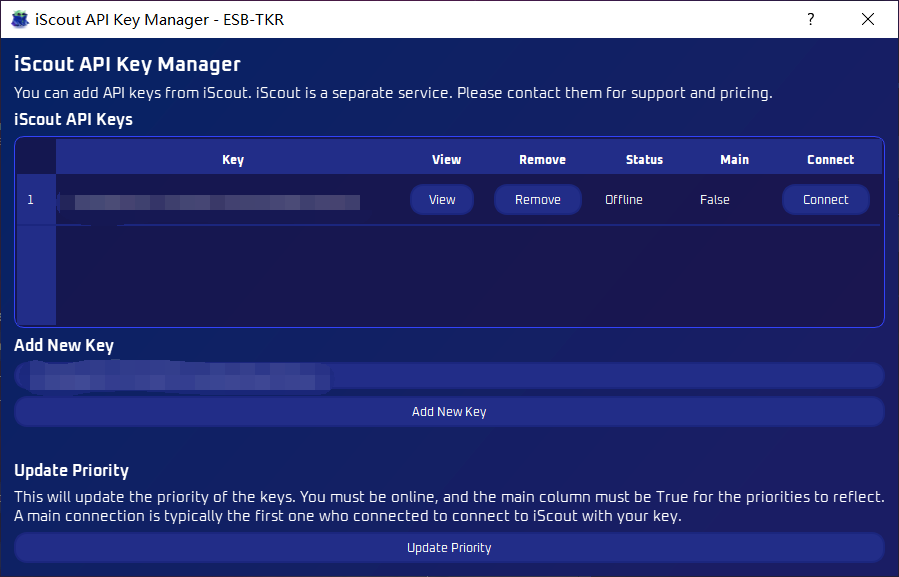 iScout API Key Manager - ESB-TKR
?
iScout API Key Manager
You can add API keys from iScout. iScout is a separate service. Please contact them for support and pricing.
iScout API Keys
Key View Remove Status Main Connect
1 View Remove Offline False Connect
Add New Key
Add New Key
Update Priority
This will update the priority of the keys. You must be online, and the main column must be True for the priorities to reflect.
A main connection is typically the first one who connected to connect to iScout with your key.
Update Priority